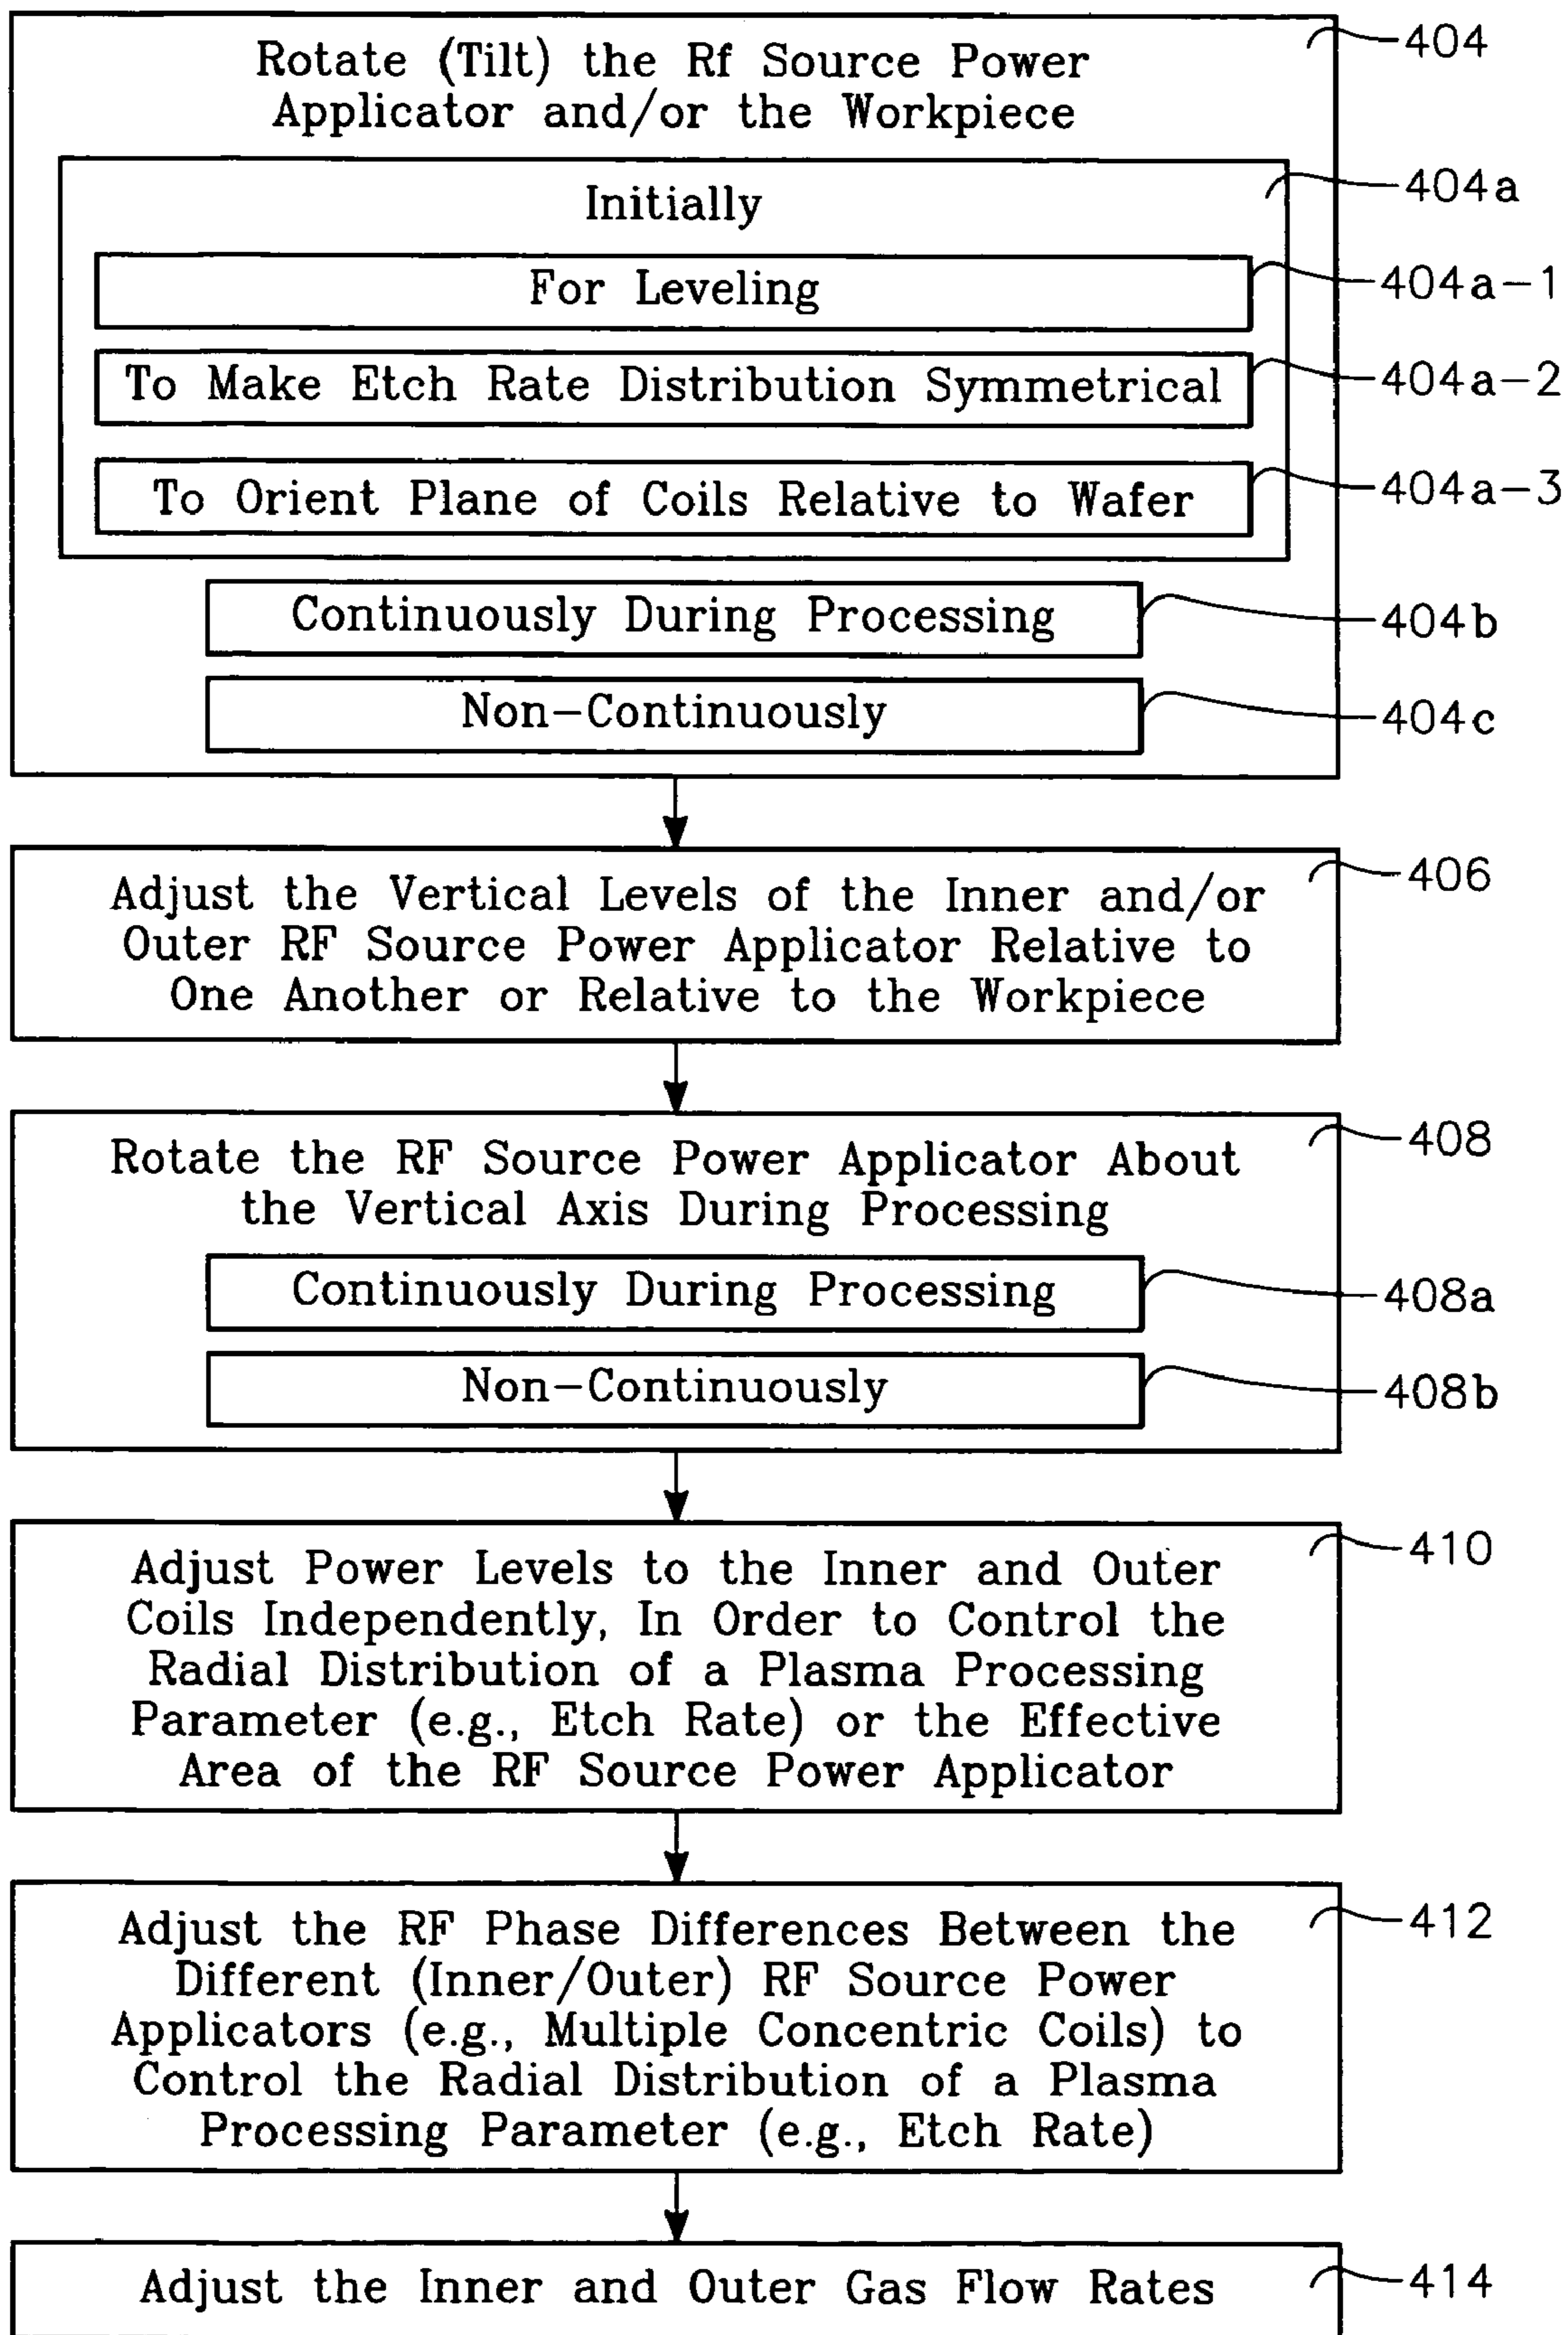 404
Rotate (Tilt) the Rf Source Power
Applicator and/or the Workpiece
404a
Initially
For Leveling
404a-1
To Make Etch Rate Distribution Symmetrical
404a-2
To Orient Plane of Coils Relative to Wafer
404a-3
Continuously During Processing
404b
Non-Continuously
404c
406
Adjust the Vertical Levels of the Inner and/or
Outer RF Source Power Applicator Relative to
One Another or Relative to the Workpiece
408
Rotate the RF Source Power Applicator About
the Vertical Axis During Processing
Continuously During Processing
408a
Non-Continuously
408b
410
Adjust Power Levels to the Inner and Outer
Coils Independently, In Order to Control the
Radial Distribution of a Plasma Processing
Parameter (e.g., Etch Rate) or the Effective
Area of the RF Source Power Applicator
412
Adjust the RF Phase Differences Between the
Different (Inner/Outer) RF Source Power
Applicators (e.g., Multiple Concentric Coils) to
Control the Radial Distribution of a Plasma
Processing Parameter (e.g., Etch Rate)
Adjust the Inner and Outer Gas Flow Rates
414